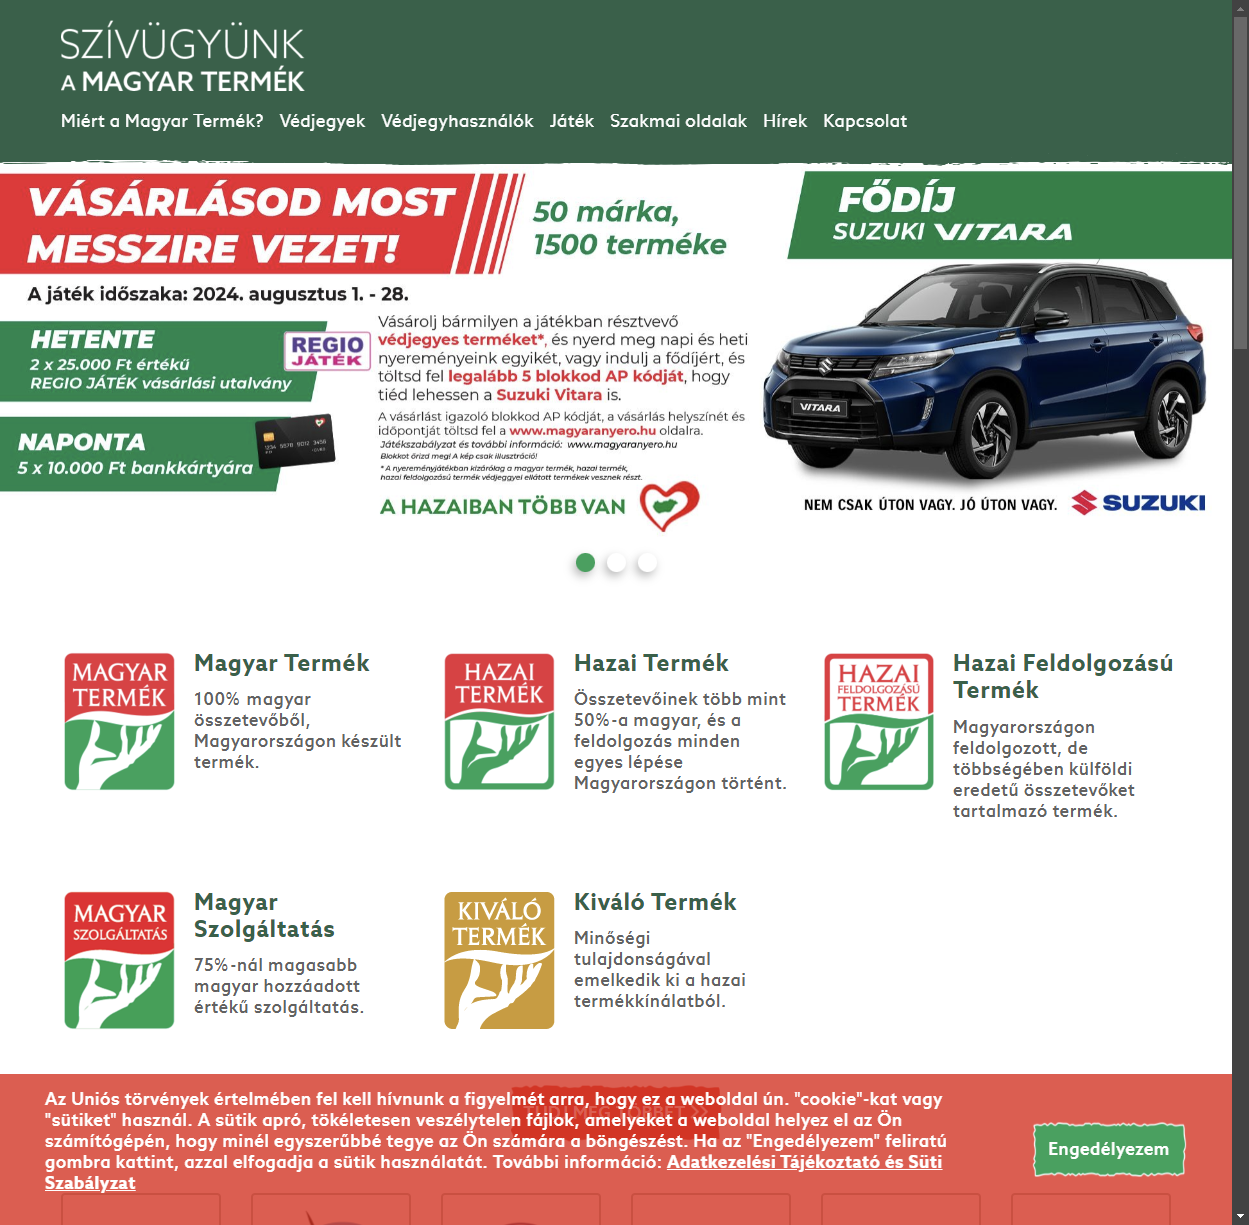 SZÍVÜGYÜNK
A MAGYAR TERMÉK
Miért a Magyar Termék? Védjegyek Védjegyhasználók Játék Szakmai oldalak Hírek Kapcsolat
VÁSÁRLÁSOD MOST
MESSZIRE VEZET!
50 márka,
1500 terméke
FŐDÍJ
SUZUKI VITARA
A játék időszaka: 2024. augusztus 1. - 28.
HETENTE
2 x 25.000 Ft értékű
REGIO JÁTÉK vásárlási utalvány
REGIO
JÁTÉK
NAPONTA
5 x 10.000 Ft bankkártyára
Vásárolj bármilyen a játékban résztvevő
védjegyes terméket*, és nyerd meg napi és heti
nyereményeink egyikét, vagy indulj a fődíjért, és
töltsd fel legalább 5 blokkod AP kódját, hogy
tiéd lehessen a Suzuki Vitara is.
A vásárlást igazoló blokkod AP kódját, a vásárlás helyszínét és
időpontját töltsd fel a www.magyaranyero.hu oldalra.
Játékszabályzat és további információ: www.magyaranyero.hu
Blokkot őrizd meg! A kép csak illusztráció!
* A nyereményjátékban kizárólag a magyar termék, hazai termék,
hazai feldolgozású termék védjeggyel ellátott termékek vesznek részt.
A HAZAIBAN TÖBB VAN
VITARA
NEM CSAK ÚTON VAGY. JÓ ÚTON VAGY.
SUZUKI
MAGYAR
TERMÉK
Magyar Termék
100% magyar
összetevőből,
Magyarországon készült
termék.
HAZAI
TERMÉK
Hazai Termék
Összetevőinek több mint
50%-a magyar, és a
feldolgozás minden
egyes lépése
Magyarországon történt.
HAZAI
FELDOLGOZÁSÚ
TERMÉK
Hazai Feldolgozású
Termék
Magyarországon
feldolgozott, de
többségében külföldi
eredetű összetevőket
tartalmazó termék.
MAGYAR
SZOLGÁLTATÁS
Magyar
Szolgáltatás
75%-nál magasabb
magyar hozzáadott
értékű szolgáltatás.
KIVÁLÓ
TERMÉK
Kiváló Termék
Minőségi
tulajdonságával
emelkedik ki a hazai
termékkínálatból.
TUDJ MEG TÖBBET >>
Az Uniós törvények értelmében fel kell hívnunk a figyelmét arra, hogy ez a weboldal ún. "cookie"-kat vagy
"sütiket" használ. A sütik apró, tökéletesen veszélytelen fájlok, amelyeket a weboldal helyez el az Ön
számítógépén, hogy minél egyszerűbbé tegye az Ön számára a böngészést. Ha az "Engedélyezem" feliratú
gombra kattint, azzal elfogadja a sütik használatát. További információ: Adatkezelési Tájékoztató és Süti
Szabályzat
Engedélyezem